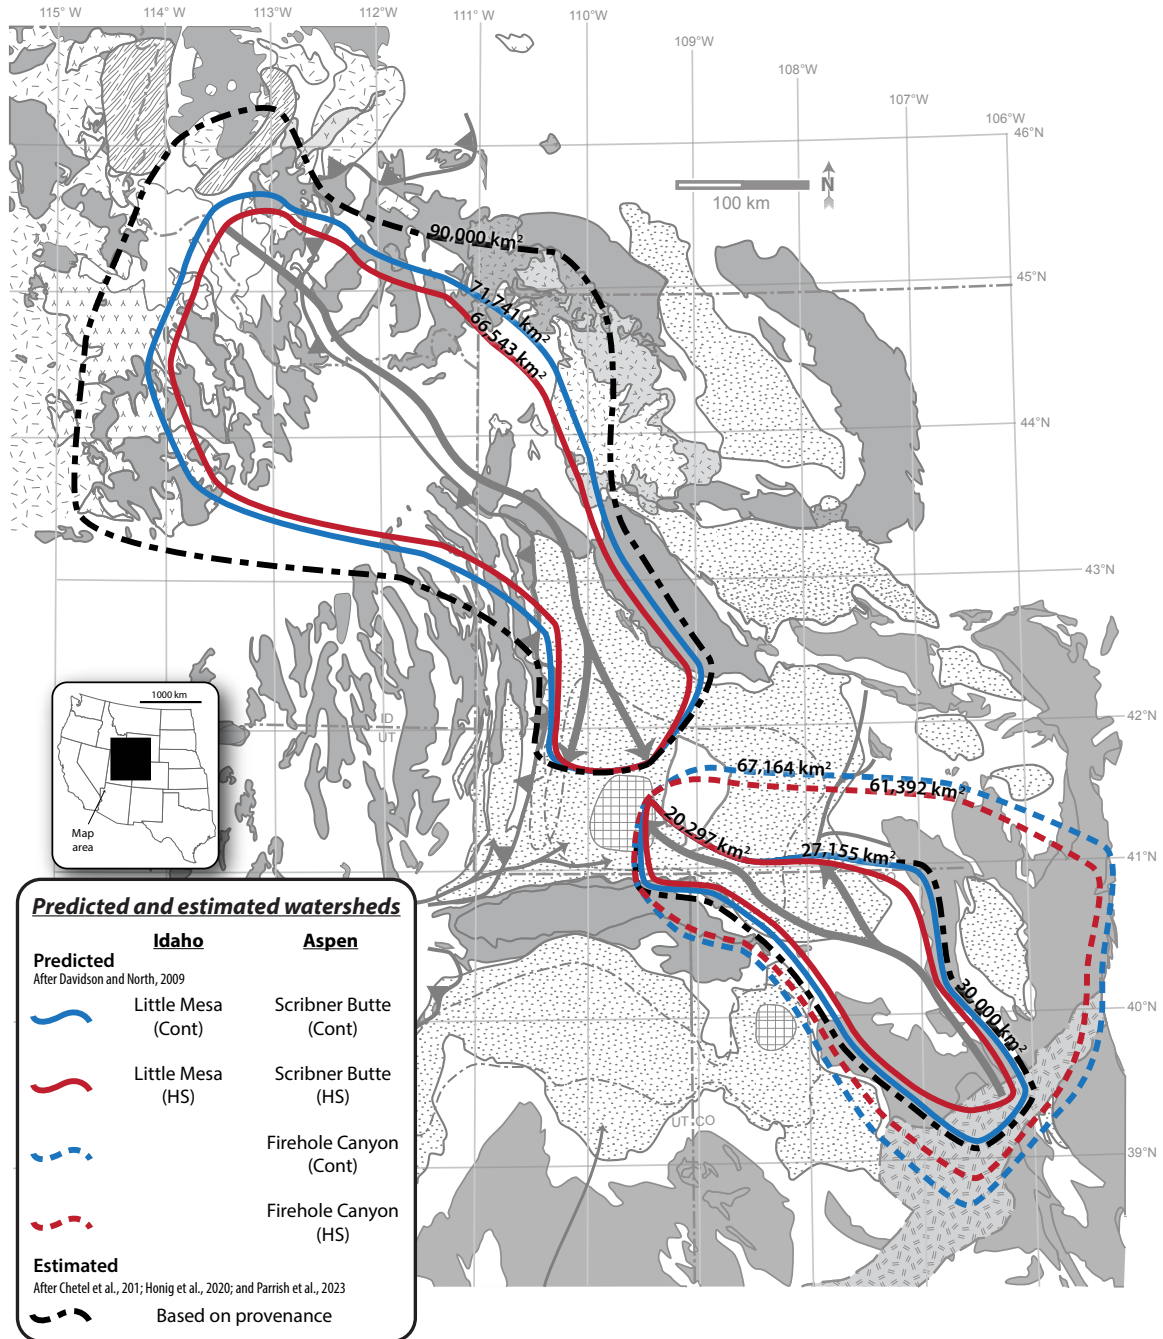 115°W
114°W
113°W
112°W
111°W
110°W
109°W
108°W
107°W
106°W
46°N
N
100 km
90,000 km²
45°N
71,741 km²
66,543 km²
44°N
43°N
1000 km
Map
area
ID
UT
42°N
67,164 km²
61,392 km²
20,297 km²
27,155 km²
41°N
30,000 km²
40°N
UT CO
39°N
Predicted and estimated watersheds
Idaho Aspen
Predicted
After Davidson and North, 2009
Little Mesa Scribner Butte
(Cont) (Cont)
Little Mesa Scribner Butte
(HS) (HS)
Firehole Canyon
(Cont)
Firehole Canyon
(HS)
Estimated
After Chetel et al., 201; Honig et al., 2020; and Parrish et al., 2023
Based on provenance